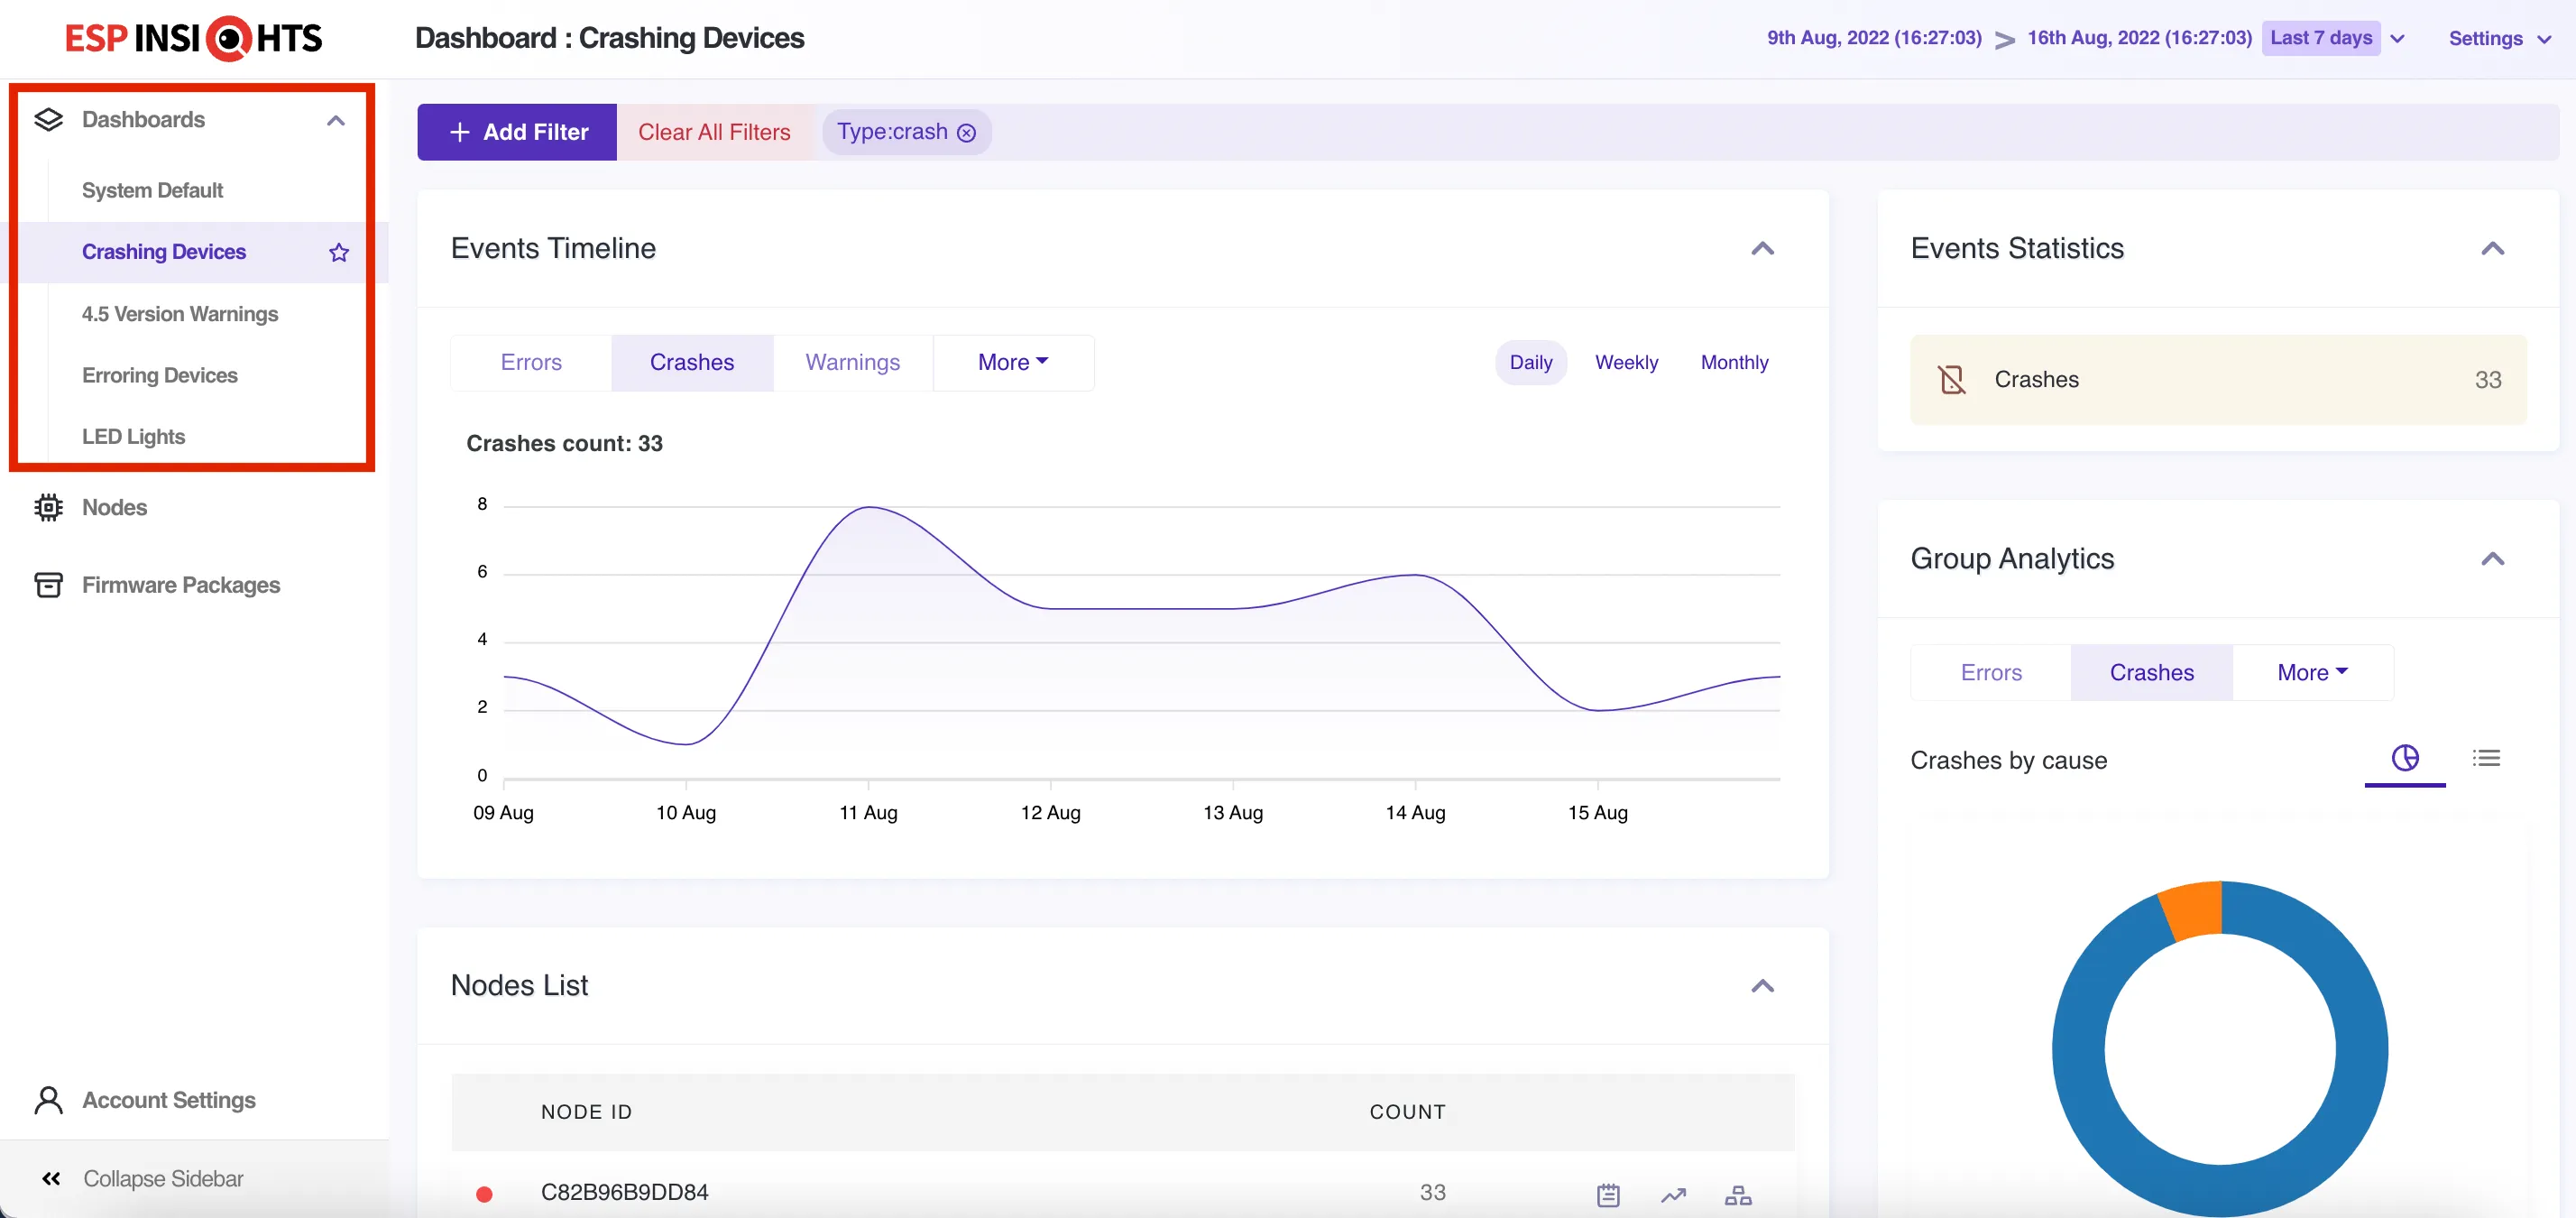 ESP INSIGHTS
Dashboard : Crashing Devices
9th Aug, 2022 (16:27:03) > 16th Aug, 2022 (16:27:03) Last 7 days
Settings
Dashboards
System Default
Crashing Devices
4.5 Version Warnings
Erroring Devices
LED Lights
Nodes
Firmware Packages
Account Settings
Collapse Sidebar
+ Add Filter
Clear All Filters
Type:crash
Events Timeline
Errors
Crashes
Warnings
More
Daily
Weekly
Monthly
Crashes count: 33
8
6
4
2
0
09 Aug
10 Aug
11 Aug
12 Aug
13 Aug
14 Aug
15 Aug
Nodes List
NODE ID
COUNT
C82B96B9DD84
33
Events Statistics
Crashes
33
Group Analytics
Errors
Crashes
More
Crashes by cause